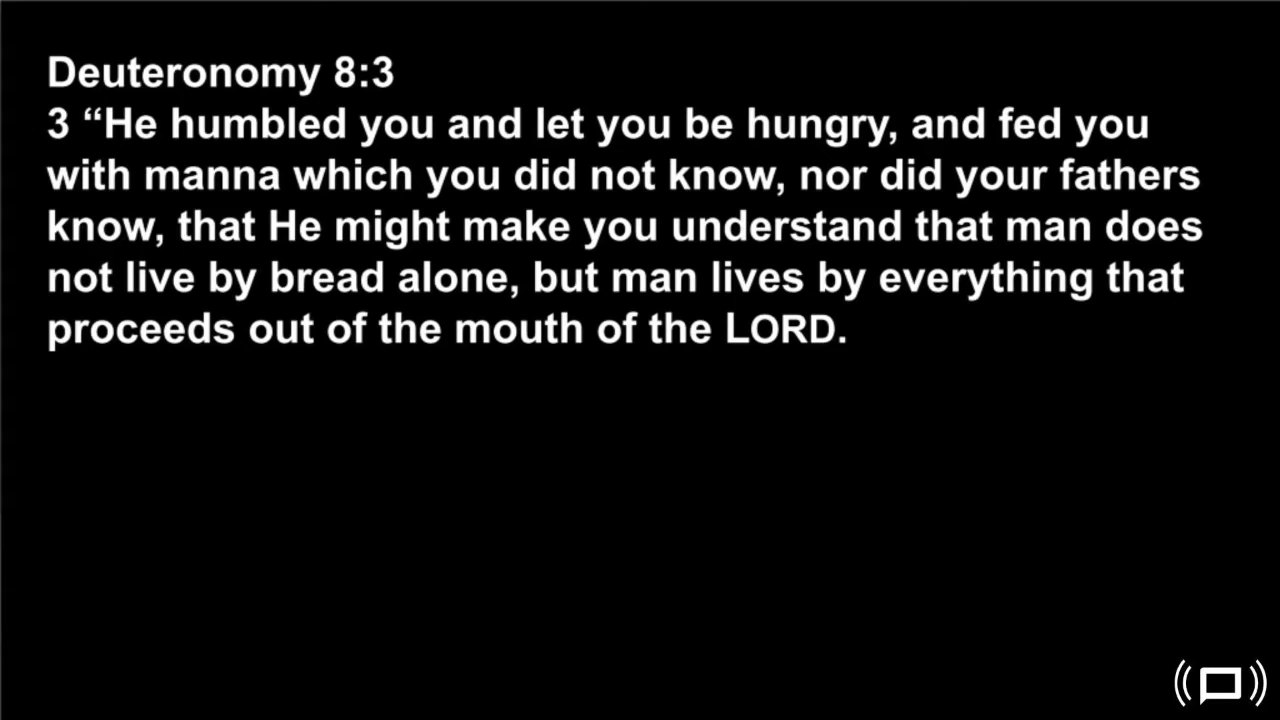 Deuteronomy 8:3
3 “He humbled you and let you be hungry, and fed you
with manna which you did not know, nor did your fathers
know, that He might make you understand that man does
not live by bread alone, but man lives by everything that
proceeds out of the mouth of the LORD.